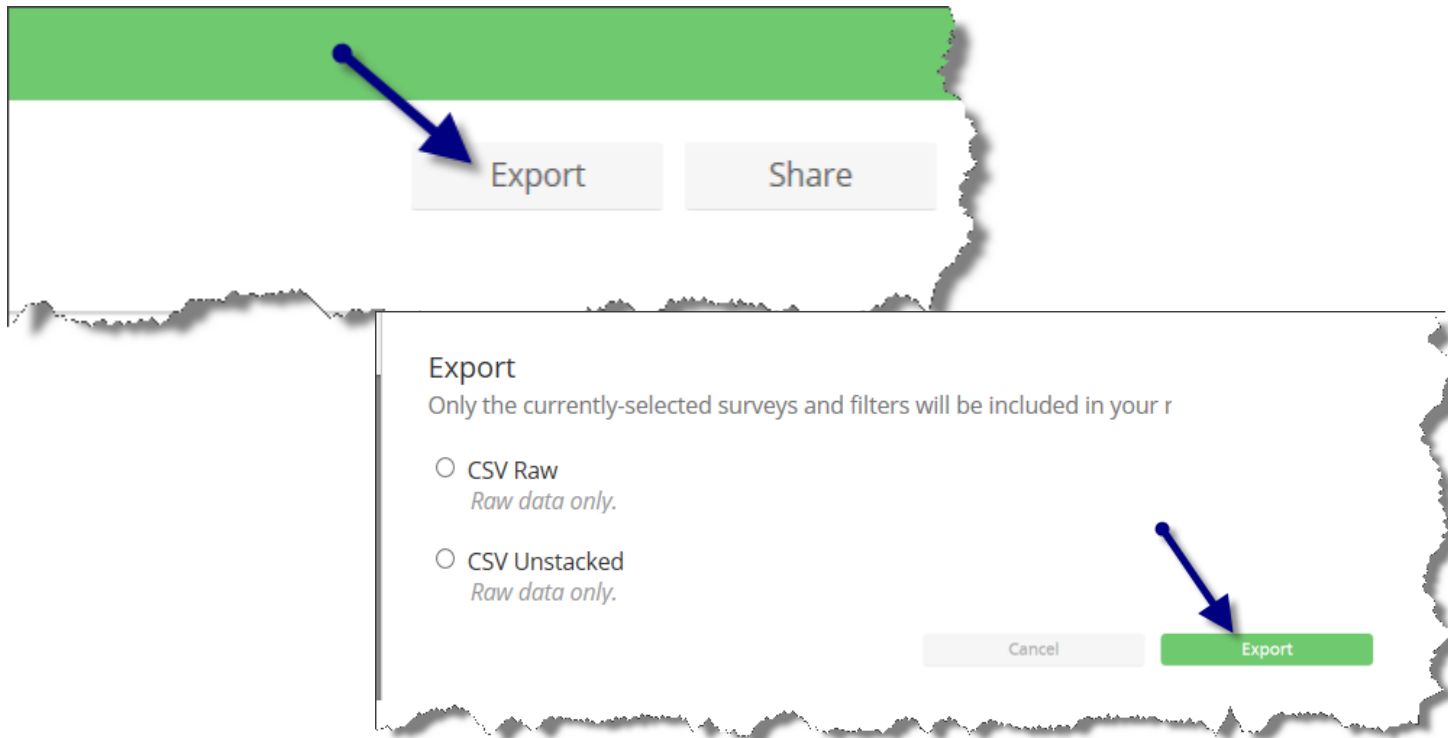 Export Share
Export
Only the currently-selected surveys and filters will be included in your
CSV Raw
Raw data only.
CSV Unstacked
Raw data only.
Cancel Export